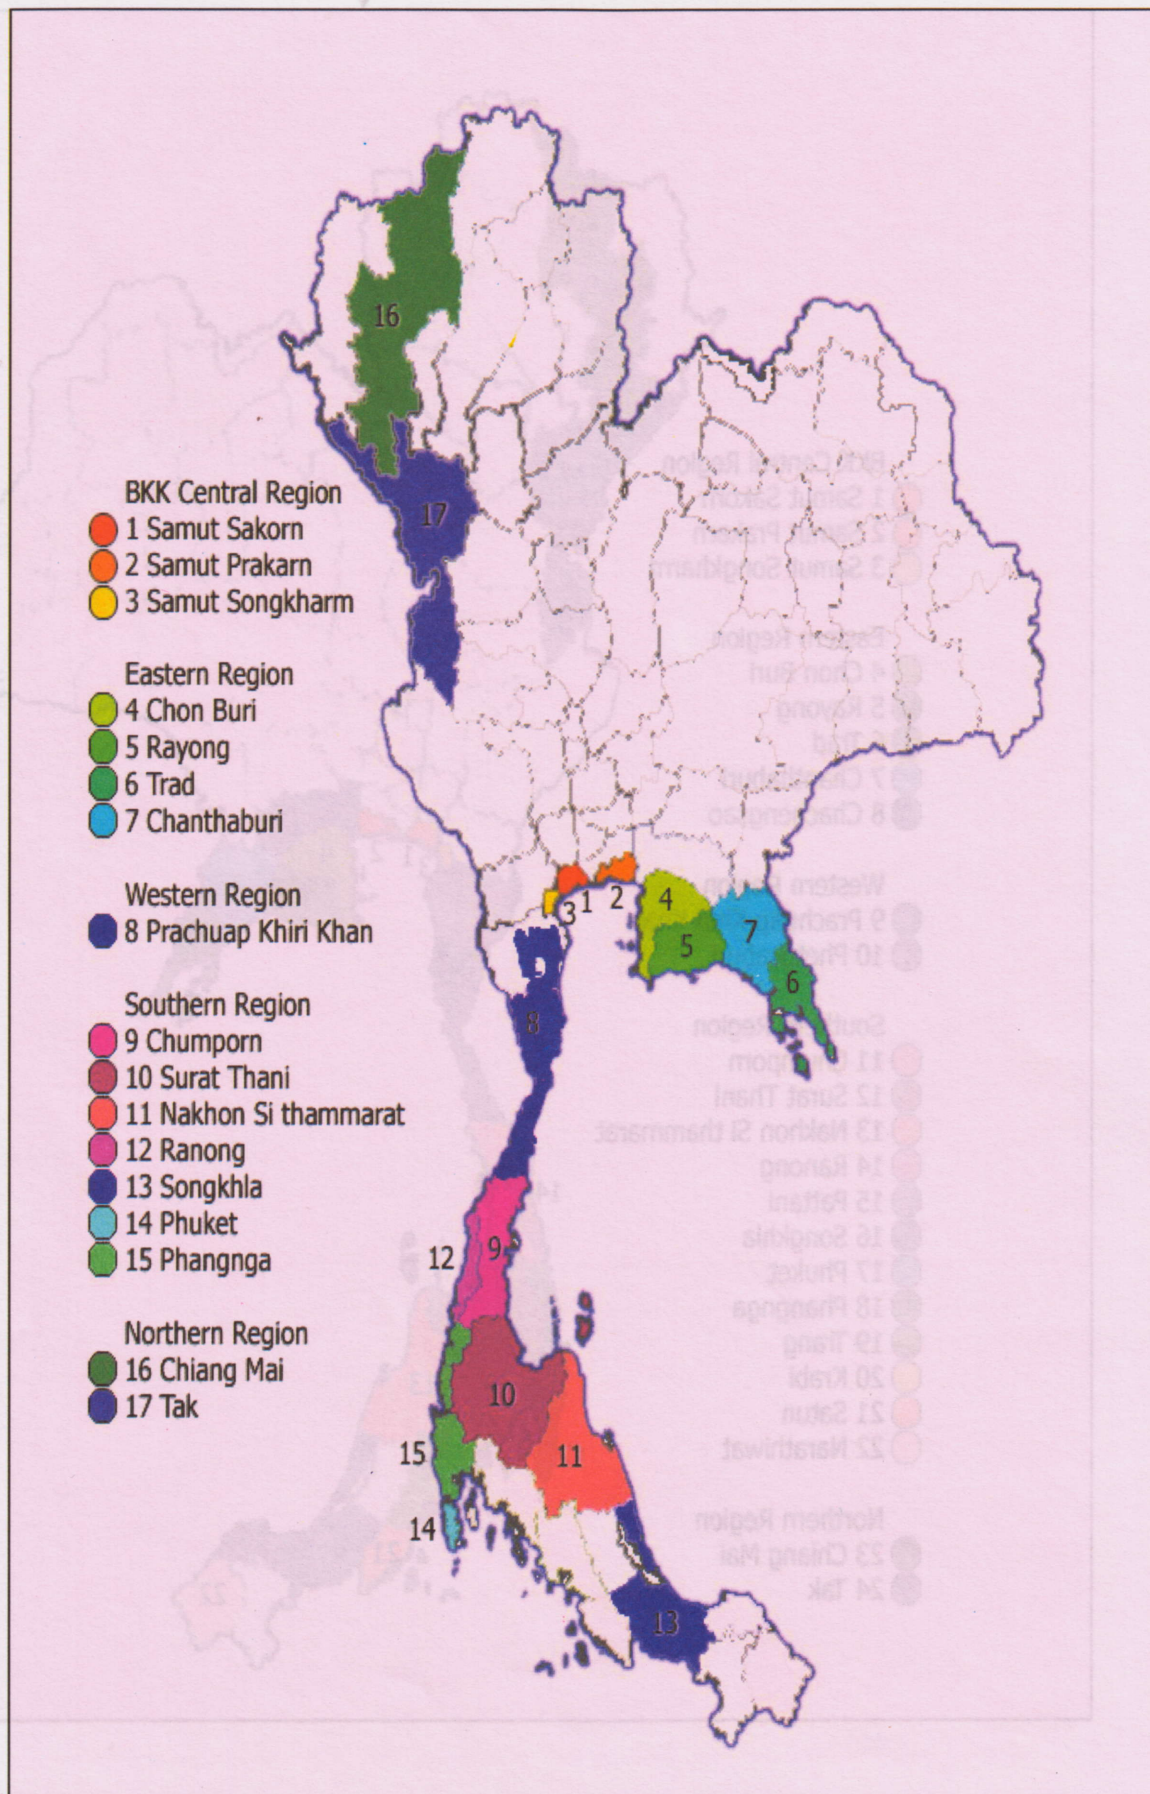 BKK Central Region
1 Samut Sakorn
2 Samut Prakarn
3 Samut Songkharm
Eastern Region
4 Chon Buri
5 Rayong
6 Trad
7 Chanthaburi
Western Region
8 Prachuap Khiri Khan
Southern Region
9 Chumporn
10 Surat Thani
11 Nakhon Si thammarat
12 Ranong
13 Songkhla
14 Phuket
15 Phangnga
Northern Region
16 Chiang Mai
17 Tak
16
17
1
2
3
4
5
7
6
8
12
9
10
15
11
14
13